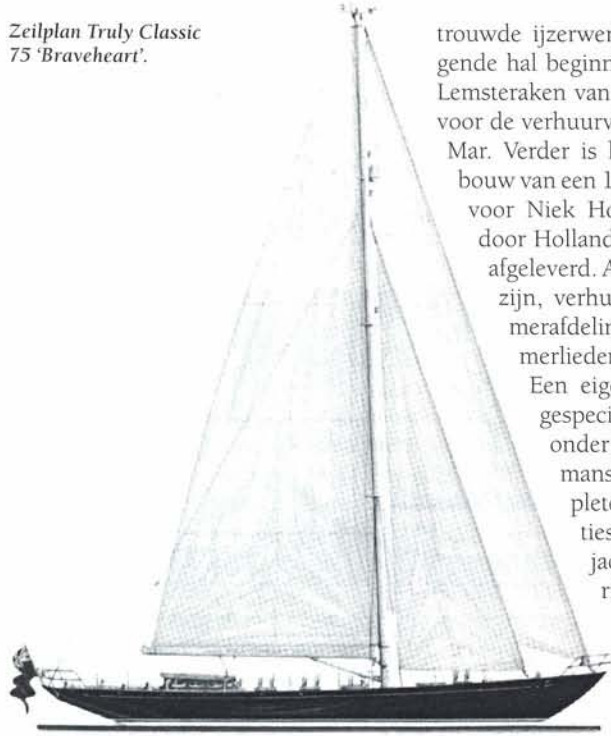 Zeilplan Truly Classic
75 ‘Braveheart’.
trouwde ijzerwer
gende hal beginn
Lemsteraken van
voor de verhuurv
Mar. Verder is l
bouw van een 1
voor Niek Ho
door Holland
afgeleverd. A
zijn, verhu
merafdelin
merlieden
Een eige
gespeci
onder
mans
plete
ties
jac
r